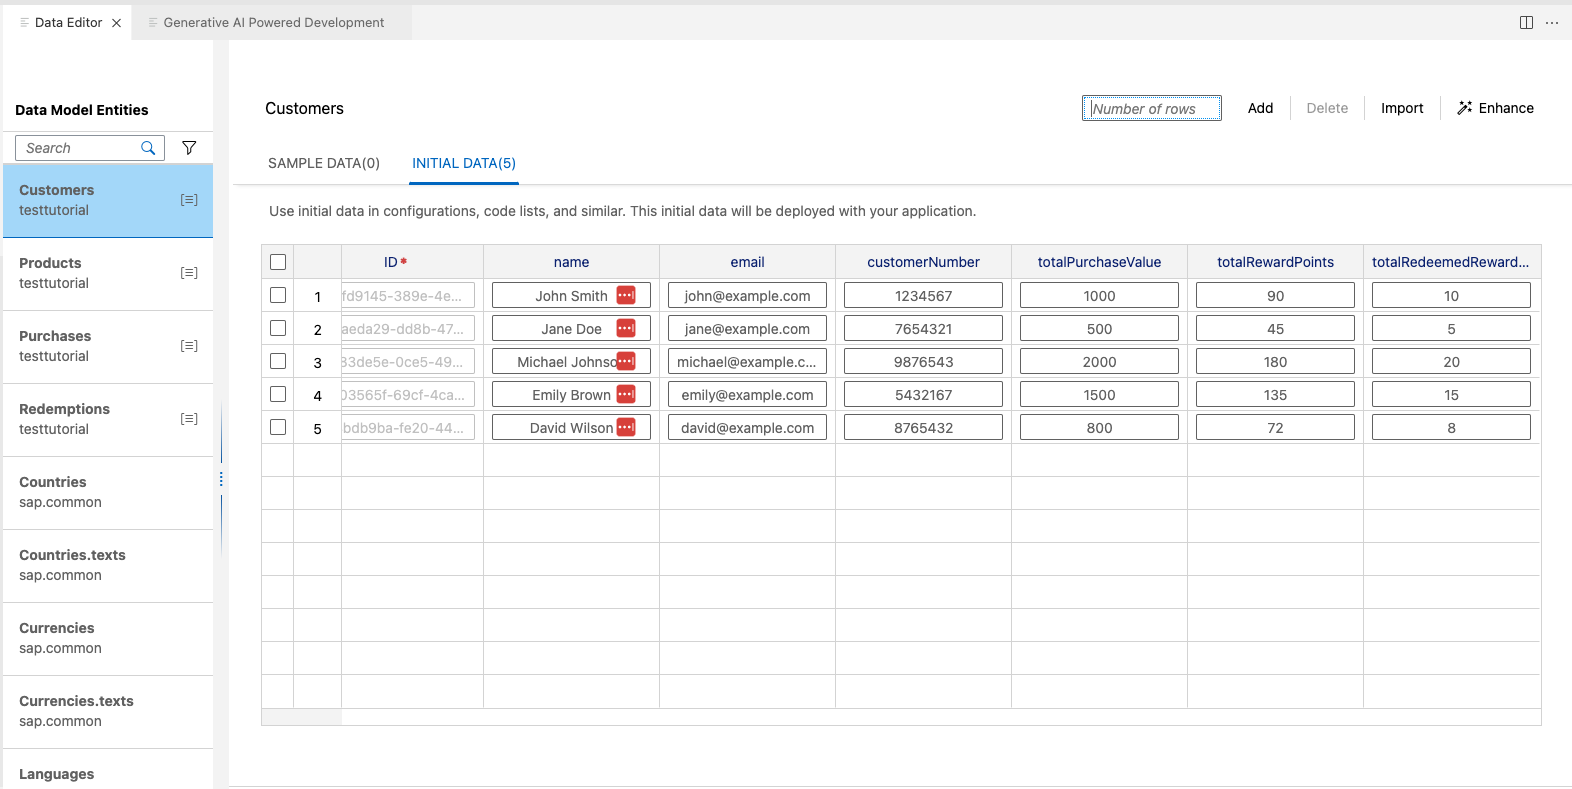 Data Editor
Generative AI Powered Development
Data Model Entities
Search
Customers
testtutorial
Products
testtutorial
Purchases
testtutorial
Redemptions
testtutorial
Countries
sap.common
Countries.texts
sap.common
Currencies
sap.common
Currencies.texts
sap.common
Languages
Customers
Number of rows Add Delete Import Enhance
SAMPLE DATA(0) INITIAL DATA(5)
Use initial data in configurations, code lists, and similar. This initial data will be deployed with your application.
ID* name email customerNumber totalPurchaseValue totalRewardPoints totalRedeemedReward...
1 fd9145-389e-4e... John Smith john@example.com 1234567 1000 90 10
2 aeda29-dd8b-47... Jane Doe jane@example.com 7654321 500 45 5
3 33de5e-0ce5-49... Michael Johnso michael@example.c... 9876543 2000 180 20
4 03565f-69cf-4ca... Emily Brown emily@example.com 5432167 1500 135 15
5 bdb9ba-fe20-44... David Wilson david@example.com 8765432 800 72 8